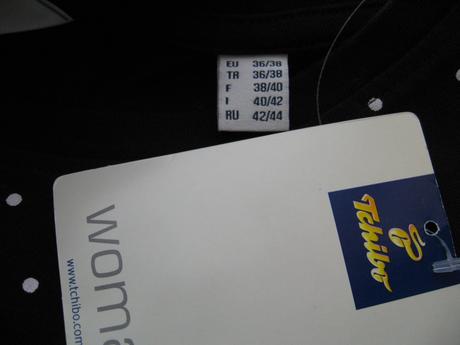 EU 36/38
TR 36/38
F 38/40
I 40/42
RU 42/44
Tchibo
woma
www.tchibo.com